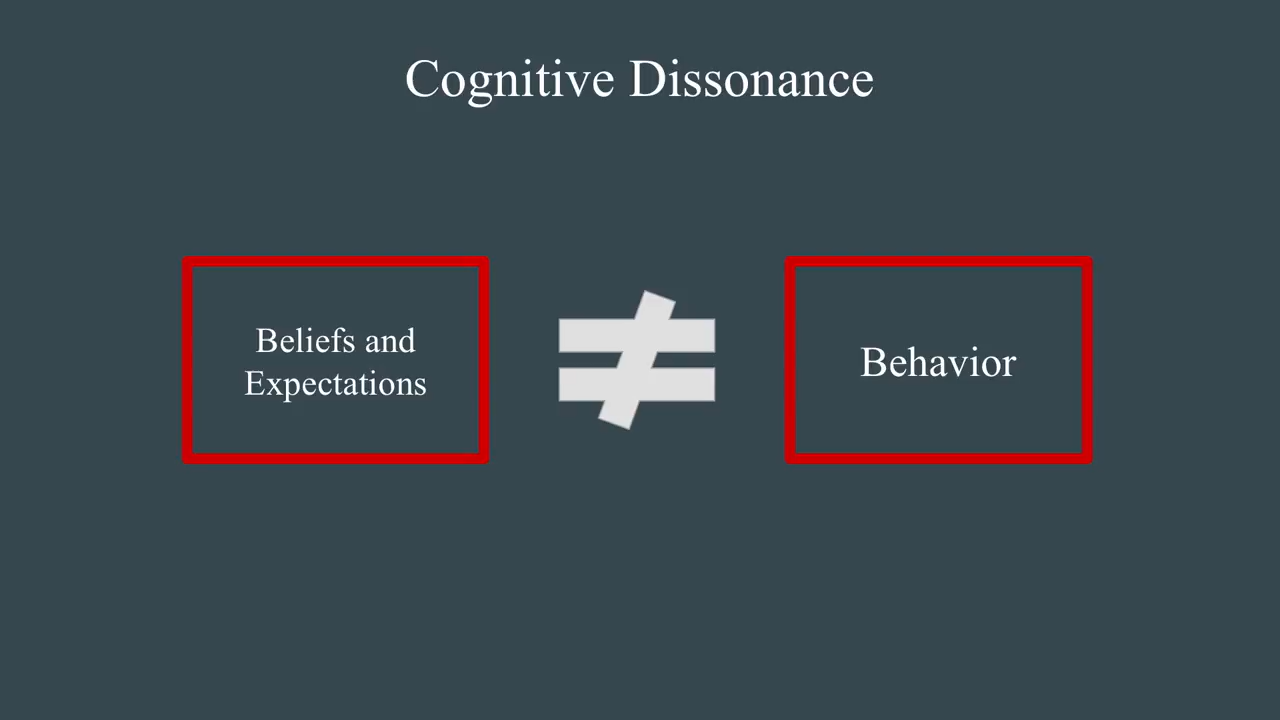 Cognitive Dissonance
Beliefs and
Expectations
≠
Behavior